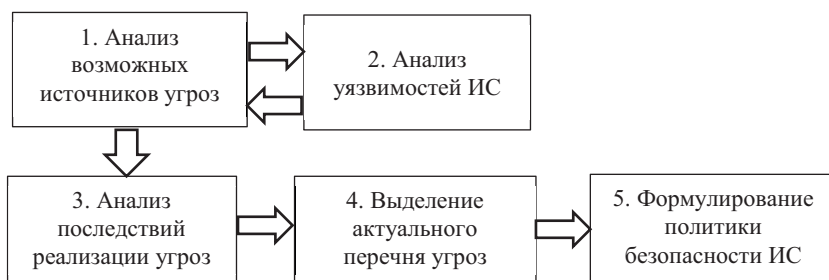 1. Анализ
возможных
источников угроз
2. Анализ
уязвимостей ИС
3. Анализ
последствий
реализации угроз
4. Выделение
актуального
перечня угроз
5. Формулирование
политики
безопасности ИС